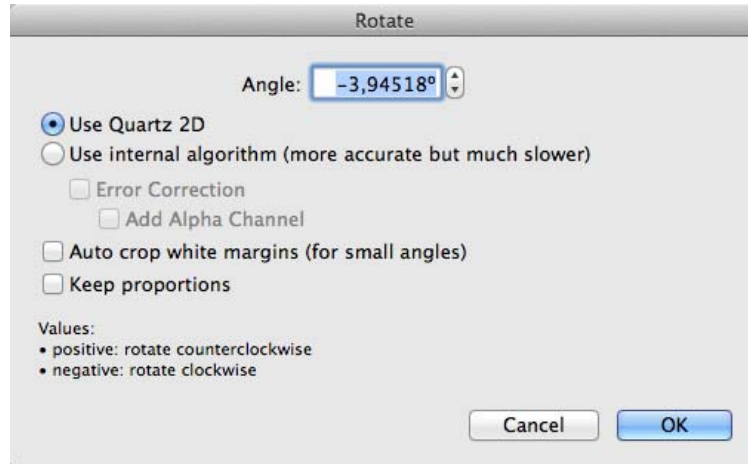 Rotate
Angle: −3,94518º
Use Quartz 2D
Use internal algorithm (more accurate but much slower)
Error Correction
Add Alpha Channel
Auto crop white margins (for small angles)
Keep proportions
Values:
• positive: rotate counterclockwise
• negative: rotate clockwise
Cancel OK